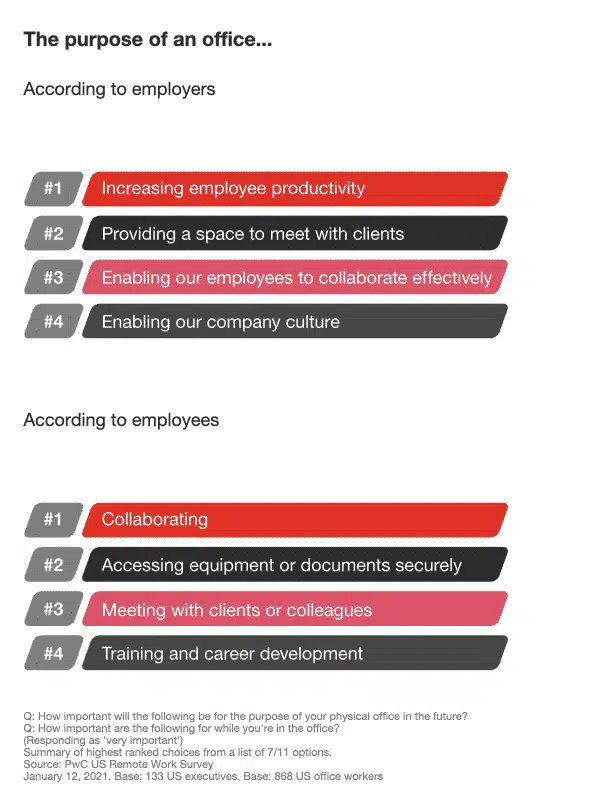 The purpose of an office...
According to employers
#1 Increasing employee productivity
#2 Providing a space to meet with clients
#3 Enabling our employees to collaborate effectively
#4 Enabling our company culture
According to employees
#1 Collaborating
#2 Accessing equipment or documents securely
#3 Meeting with clients or colleagues
#4 Training and career development
Q: How important will the following be for the purpose of your physical office in the future?
Q: How important are the following for while you're in the office?
(Responding as 'very important')
Summary of highest ranked choices from a list of 7/11 options.
Source: PwC US Remote Work Survey
January 12, 2021. Base: 133 US executives. Base: 868 US office workers